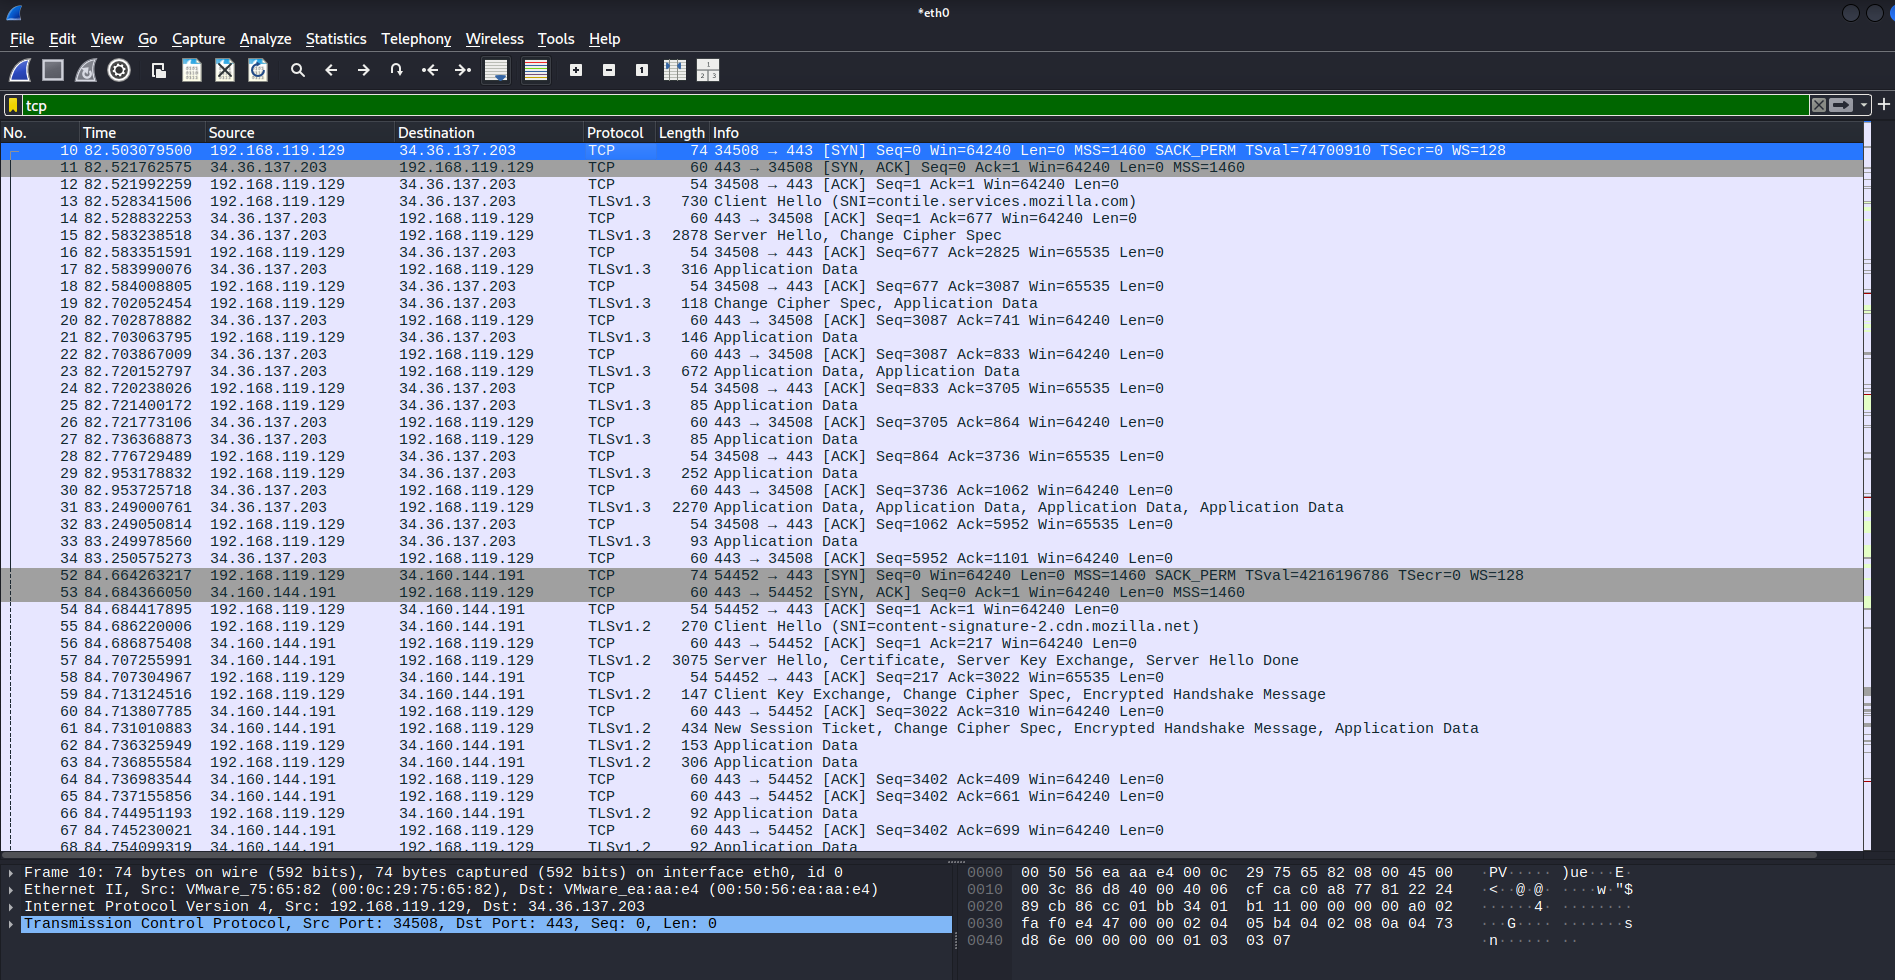 *eth0
File Edit View Go Capture Analyze Statistics Telephony Wireless Tools Help
tcp
No. Time Source Destination Protocol Length Info
10 82.503079500 192.168.119.129 34.36.137.203 TCP 74 34508 → 443 [SYN] Seq=0 Win=64240 Len=0 MSS=1460 SACK_PERM TSval=74700910 TSecr=0 WS=128
11 82.521762575 34.36.137.203 192.168.119.129 TCP 60 443 → 34508 [SYN, ACK] Seq=0 Ack=1 Win=64240 Len=0 MSS=1460
12 82.521992259 192.168.119.129 34.36.137.203 TCP 54 34508 → 443 [ACK] Seq=1 Ack=1 Win=64240 Len=0
13 82.528341506 192.168.119.129 34.36.137.203 TLSv1.3 730 Client Hello (SNI=contile.services.mozilla.com)
14 82.528832253 34.36.137.203 192.168.119.129 TCP 60 443 → 34508 [ACK] Seq=1 Ack=677 Win=64240 Len=0
15 82.583238518 34.36.137.203 192.168.119.129 TLSv1.3 2878 Server Hello, Change Cipher Spec
16 82.583351591 192.168.119.129 34.36.137.203 TCP 54 34508 → 443 [ACK] Seq=677 Ack=2825 Win=65535 Len=0
17 82.583990076 34.36.137.203 192.168.119.129 TLSv1.3 316 Application Data
18 82.584008805 192.168.119.129 34.36.137.203 TCP 54 34508 → 443 [ACK] Seq=677 Ack=3087 Win=65535 Len=0
19 82.702052454 192.168.119.129 34.36.137.203 TLSv1.3 118 Change Cipher Spec, Application Data
20 82.702878882 34.36.137.203 192.168.119.129 TCP 60 443 → 34508 [ACK] Seq=3087 Ack=741 Win=64240 Len=0
21 82.703063795 192.168.119.129 34.36.137.203 TLSv1.3 146 Application Data
22 82.703867009 34.36.137.203 192.168.119.129 TCP 60 443 → 34508 [ACK] Seq=3087 Ack=833 Win=64240 Len=0
23 82.720152797 34.36.137.203 192.168.119.129 TLSv1.3 672 Application Data, Application Data
24 82.720238026 192.168.119.129 34.36.137.203 TCP 54 34508 → 443 [ACK] Seq=833 Ack=3705 Win=65535 Len=0
25 82.721400172 192.168.119.129 34.36.137.203 TLSv1.3 85 Application Data
26 82.721773106 34.36.137.203 192.168.119.129 TCP 60 443 → 34508 [ACK] Seq=3705 Ack=864 Win=64240 Len=0
27 82.736368873 34.36.137.203 192.168.119.129 TLSv1.3 85 Application Data
28 82.776729489 192.168.119.129 34.36.137.203 TCP 54 34508 → 443 [ACK] Seq=864 Ack=3736 Win=65535 Len=0
29 82.953178832 192.168.119.129 34.36.137.203 TLSv1.3 252 Application Data
30 82.953725718 34.36.137.203 192.168.119.129 TCP 60 443 → 34508 [ACK] Seq=3736 Ack=1062 Win=64240 Len=0
31 83.249000761 34.36.137.203 192.168.119.129 TLSv1.3 2270 Application Data, Application Data, Application Data, Application Data
32 83.249050814 192.168.119.129 34.36.137.203 TCP 54 34508 → 443 [ACK] Seq=1062 Ack=5952 Win=65535 Len=0
33 83.249978560 192.168.119.129 34.36.137.203 TLSv1.3 93 Application Data
34 83.250575273 34.36.137.203 192.168.119.129 TCP 60 443 → 34508 [ACK] Seq=5952 Ack=1101 Win=64240 Len=0
52 84.664263217 192.168.119.129 34.160.144.191 TCP 74 54452 → 443 [SYN] Seq=0 Win=64240 Len=0 MSS=1460 SACK_PERM TSval=4216196786 TSecr=0 WS=128
53 84.684366050 34.160.144.191 192.168.119.129 TCP 60 443 → 54452 [SYN, ACK] Seq=0 Ack=1 Win=64240 Len=0 MSS=1460
54 84.684417895 192.168.119.129 34.160.144.191 TCP 54 54452 → 443 [ACK] Seq=1 Ack=1 Win=64240 Len=0
55 84.686220006 192.168.119.129 34.160.144.191 TLSv1.2 270 Client Hello (SNI=content-signature-2.cdn.mozilla.net)
56 84.686875408 34.160.144.191 192.168.119.129 TCP 60 443 → 54452 [ACK] Seq=1 Ack=217 Win=64240 Len=0
57 84.707255991 34.160.144.191 192.168.119.129 TLSv1.2 3075 Server Hello, Certificate, Server Key Exchange, Server Hello Done
58 84.707304967 192.168.119.129 34.160.144.191 TCP 54 54452 → 443 [ACK] Seq=217 Ack=3022 Win=65535 Len=0
59 84.713124516 192.168.119.129 34.160.144.191 TLSv1.2 147 Client Key Exchange, Change Cipher Spec, Encrypted Handshake Message
60 84.713807785 34.160.144.191 192.168.119.129 TCP 60 443 → 54452 [ACK] Seq=3022 Ack=310 Win=64240 Len=0
61 84.731010883 34.160.144.191 192.168.119.129 TLSv1.2 434 New Session Ticket, Change Cipher Spec, Encrypted Handshake Message, Application Data
62 84.736325949 192.168.119.129 34.160.144.191 TLSv1.2 153 Application Data
63 84.736855584 192.168.119.129 34.160.144.191 TLSv1.2 306 Application Data
64 84.736983544 34.160.144.191 192.168.119.129 TCP 60 443 → 54452 [ACK] Seq=3402 Ack=409 Win=64240 Len=0
65 84.737155856 34.160.144.191 192.168.119.129 TCP 60 443 → 54452 [ACK] Seq=3402 Ack=661 Win=64240 Len=0
66 84.744951193 192.168.119.129 34.160.144.191 TLSv1.2 92 Application Data
67 84.745230021 34.160.144.191 192.168.119.129 TCP 60 443 → 54452 [ACK] Seq=3402 Ack=699 Win=64240 Len=0
68 84.754099319 34.160.144.191 192.168.119.129 TLSv1.2 92 Application Data
Frame 10: 74 bytes on wire (592 bits), 74 bytes captured (592 bits) on interface eth0, id 0
Ethernet II, Src: VMware_75:65:82 (00:0c:29:75:65:82), Dst: VMware_ea:aa:e4 (00:50:56:ea:aa:e4)
Internet Protocol Version 4, Src: 192.168.119.129, Dst: 34.36.137.203
Transmission Control Protocol, Src Port: 34508, Dst Port: 443, Seq: 0, Len: 0
0000 00 50 56 ea aa e4 00 0c 29 75 65 82 08 00 45 00 ·PV·····)ue···E·
0010 00 3c 86 d8 40 00 40 06 cf ca c0 a8 77 81 22 24 ·<··@·@·····w·"$
0020 89 cb 86 cc 01 bb 34 01 b1 11 00 00 00 00 a0 02 ······4·········
0030 fa f0 e4 47 00 00 02 04 05 b4 04 02 08 0a 04 73 ···G···········s
0040 d8 6e 00 00 00 00 01 03 03 07 ·n········